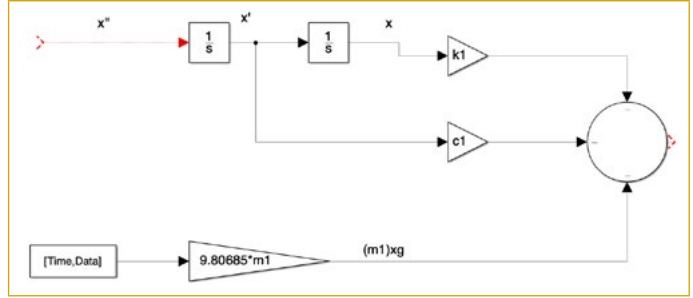 x" x' x
1
s
1
s
k1
c1
[Time,Data]
9.80685*m1
(m1)xg